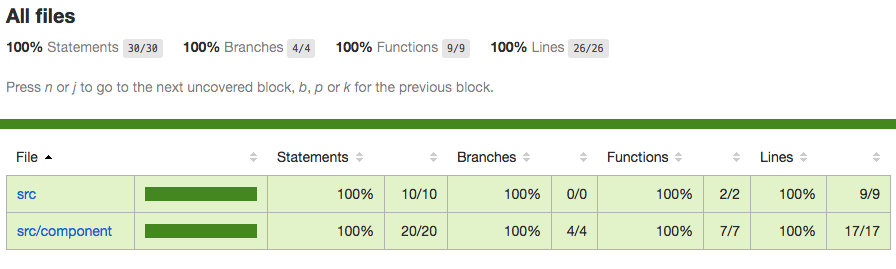 All files
100% Statements 30/30 100% Branches 4/4 100% Functions 9/9 100% Lines 26/26
Press n or j to go to the next uncovered block, b, p or k for the previous block.
File Statements Branches Functions Lines
src 100% 10/10 100% 0/0 100% 2/2 100% 9/9
src/component 100% 20/20 100% 4/4 100% 7/7 100% 17/17